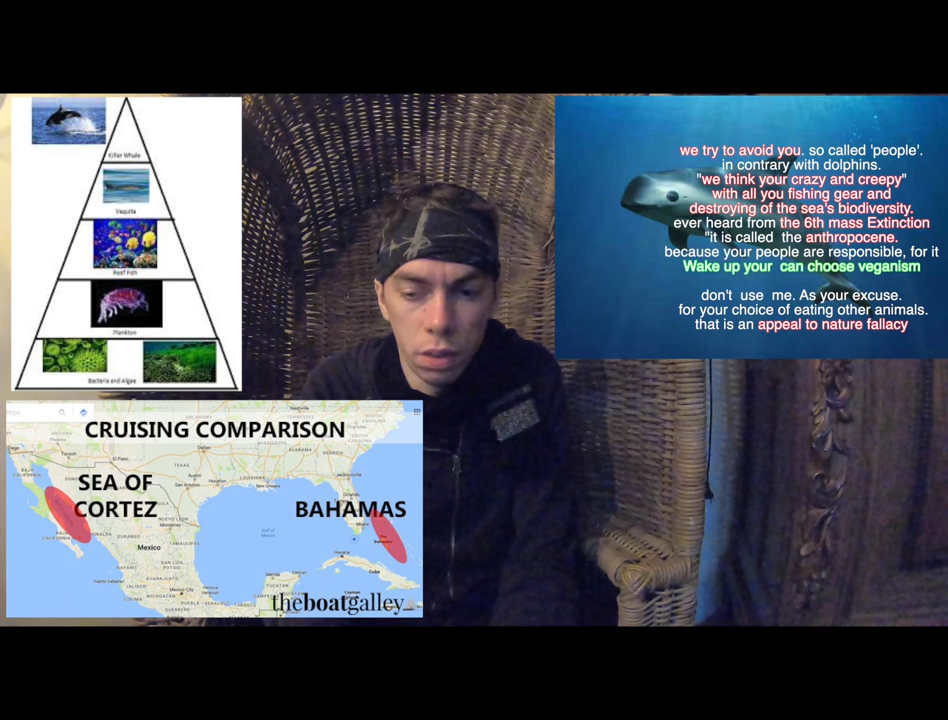 Killer Whale
Vaquita
Reef Fish
Plankton
Bacteria and Algae
we try to avoid you. so called 'people'.
in contrary with dolphins.
"we think your crazy and creepy"
with all you fishing gear and
destroying of the sea's biodiversity.
ever heard from the 6th mass Extinction
"it is called the anthropocene.
because your people are responsible, for it
Wake up your can choose veganism
don't use me. As your excuse.
for your choice of eating other animals.
that is an appeal to nature fallacy
CRUISING COMPARISON
SEA OF
CORTEZ
BAHAMAS
Mexico
Cuba
theboatgalley